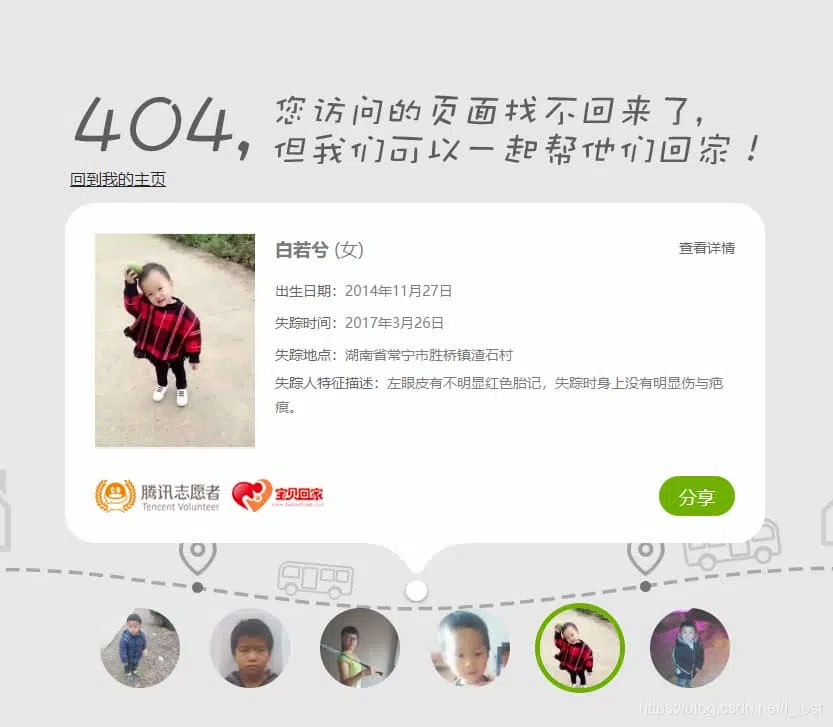 404,
您访问的页面找不回来了,
但我们可以一起帮他们回家！
回到我的主页
白若兮 (女)
查看详情
出生日期：2014年11月27日
失踪时间：2017年3月26日
失踪地点：湖南省常宁市胜桥镇渣石村
失踪人特征描述：左眼皮有不明显红色胎记，失踪时身上没有明显伤与疤
痕。
腾讯志愿者
Tencent Volunteer
宝贝回家
分享
https://blog.csdn.net/j_lost